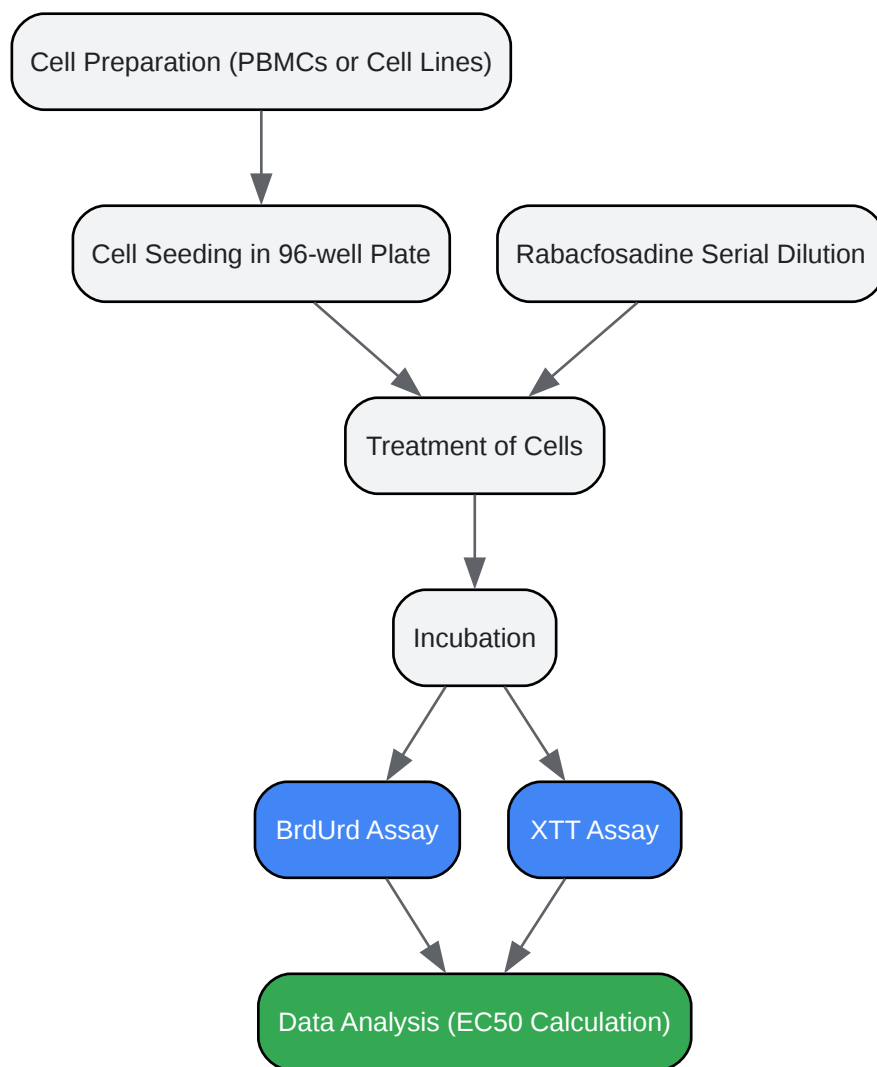 Cell Preparation (PBMCs or Cell Lines)
Cell Seeding in 96-well Plate
Rabacfosadine Serial Dilution
Treatment of Cells
Incubation
BrdUrd Assay
XTT Assay
Data Analysis (EC50 Calculation)